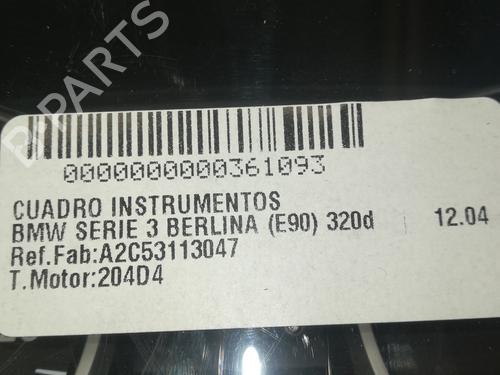 B-PARTS
0000000000361093
CUADRO INSTRUMENTOS
BMW SERIE 3 BERLINA (E90) 320d 12.04
Ref.Fab:A2C53113047
T.Motor:204D4